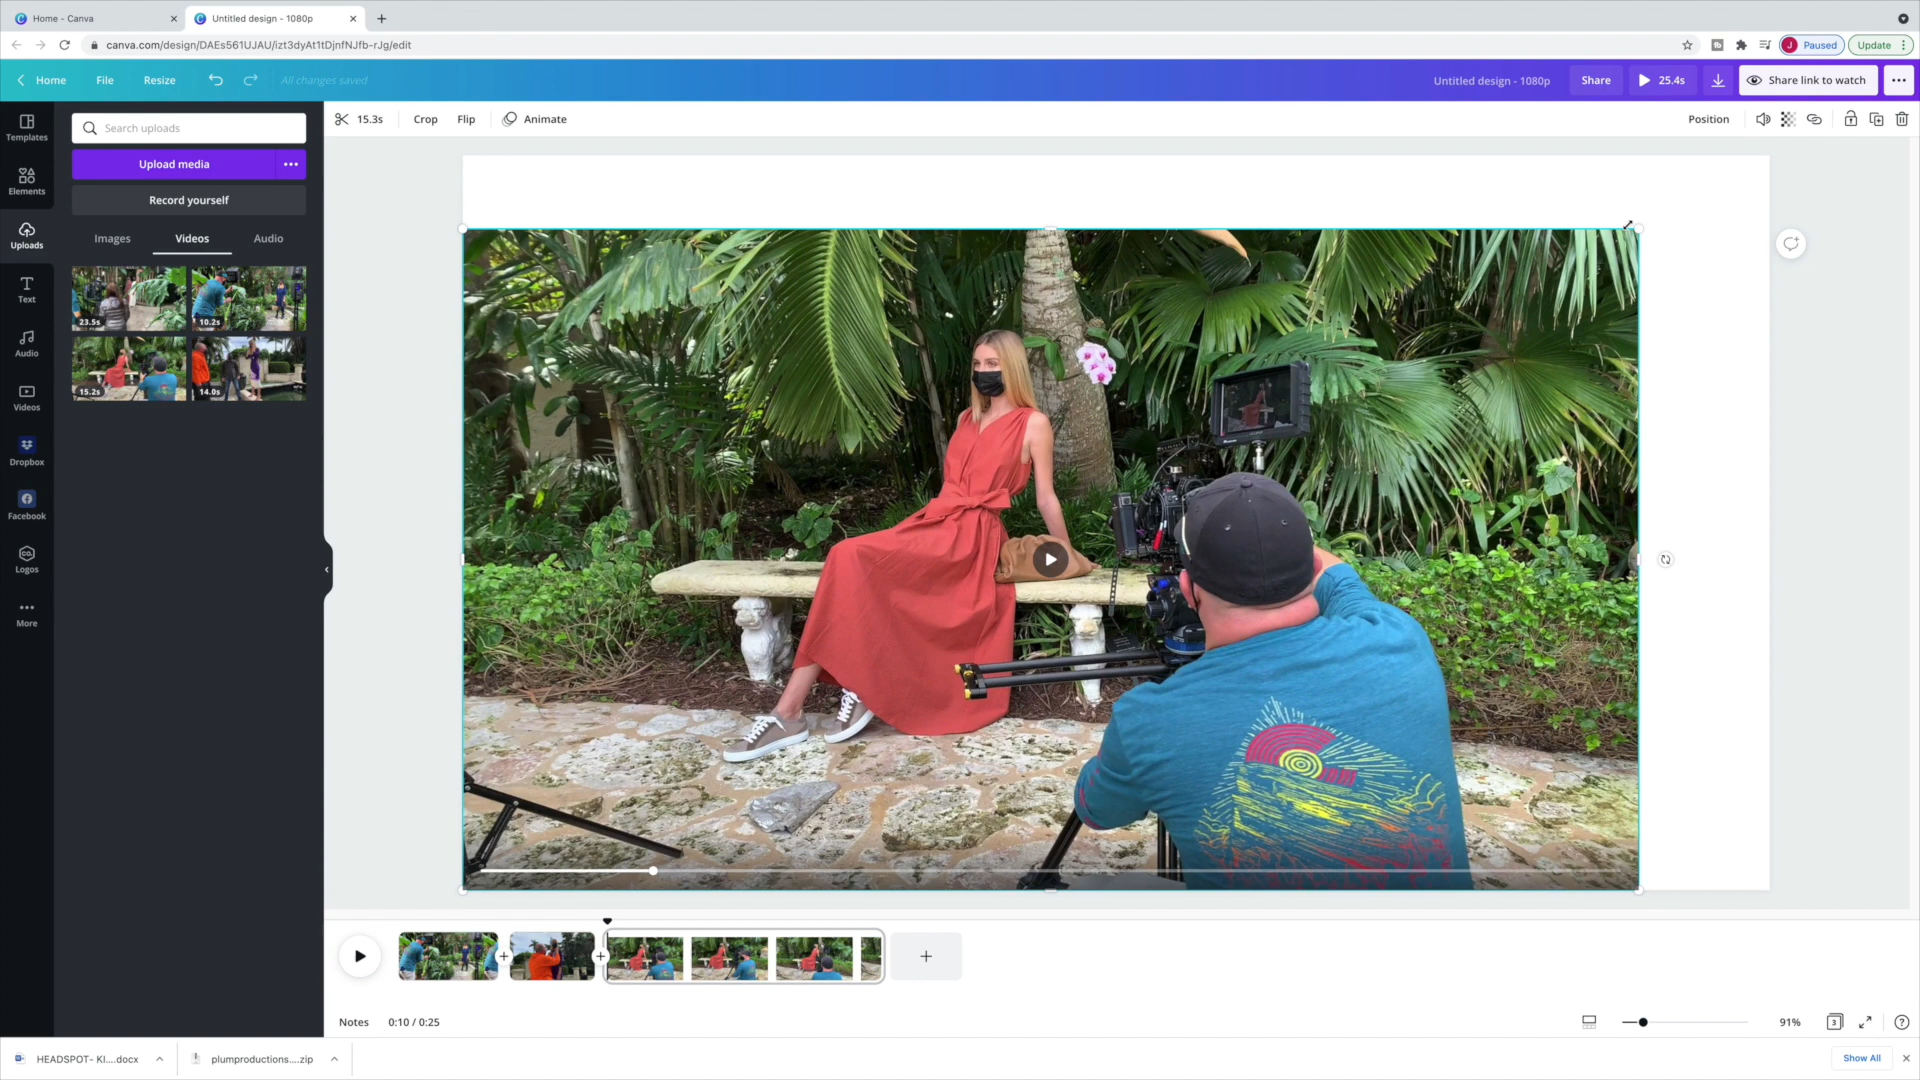 Home - Canva
Untitled design - 1080p
canva.com/design/DAEs561UJAU/izt3dyAt1tDjnfNJfb-rJg/edit
J Paused
Update
Home
File
Resize
All changes saved
Untitled design - 1080p
Share
25.4s
Share link to watch
Templates
Search uploads
15.3s
Crop
Flip
Animate
Position
Upload media
Elements
Record yourself
Uploads
Images
Videos
Audio
Text
23.5s
10.2s
Audio
15.2s
14.0s
Videos
Dropbox
Facebook
CO.
Logos
More
Notes
0:10 / 0:25
91%
3
HEADSPOT- KI....docx
plumproductions....zip
Show All